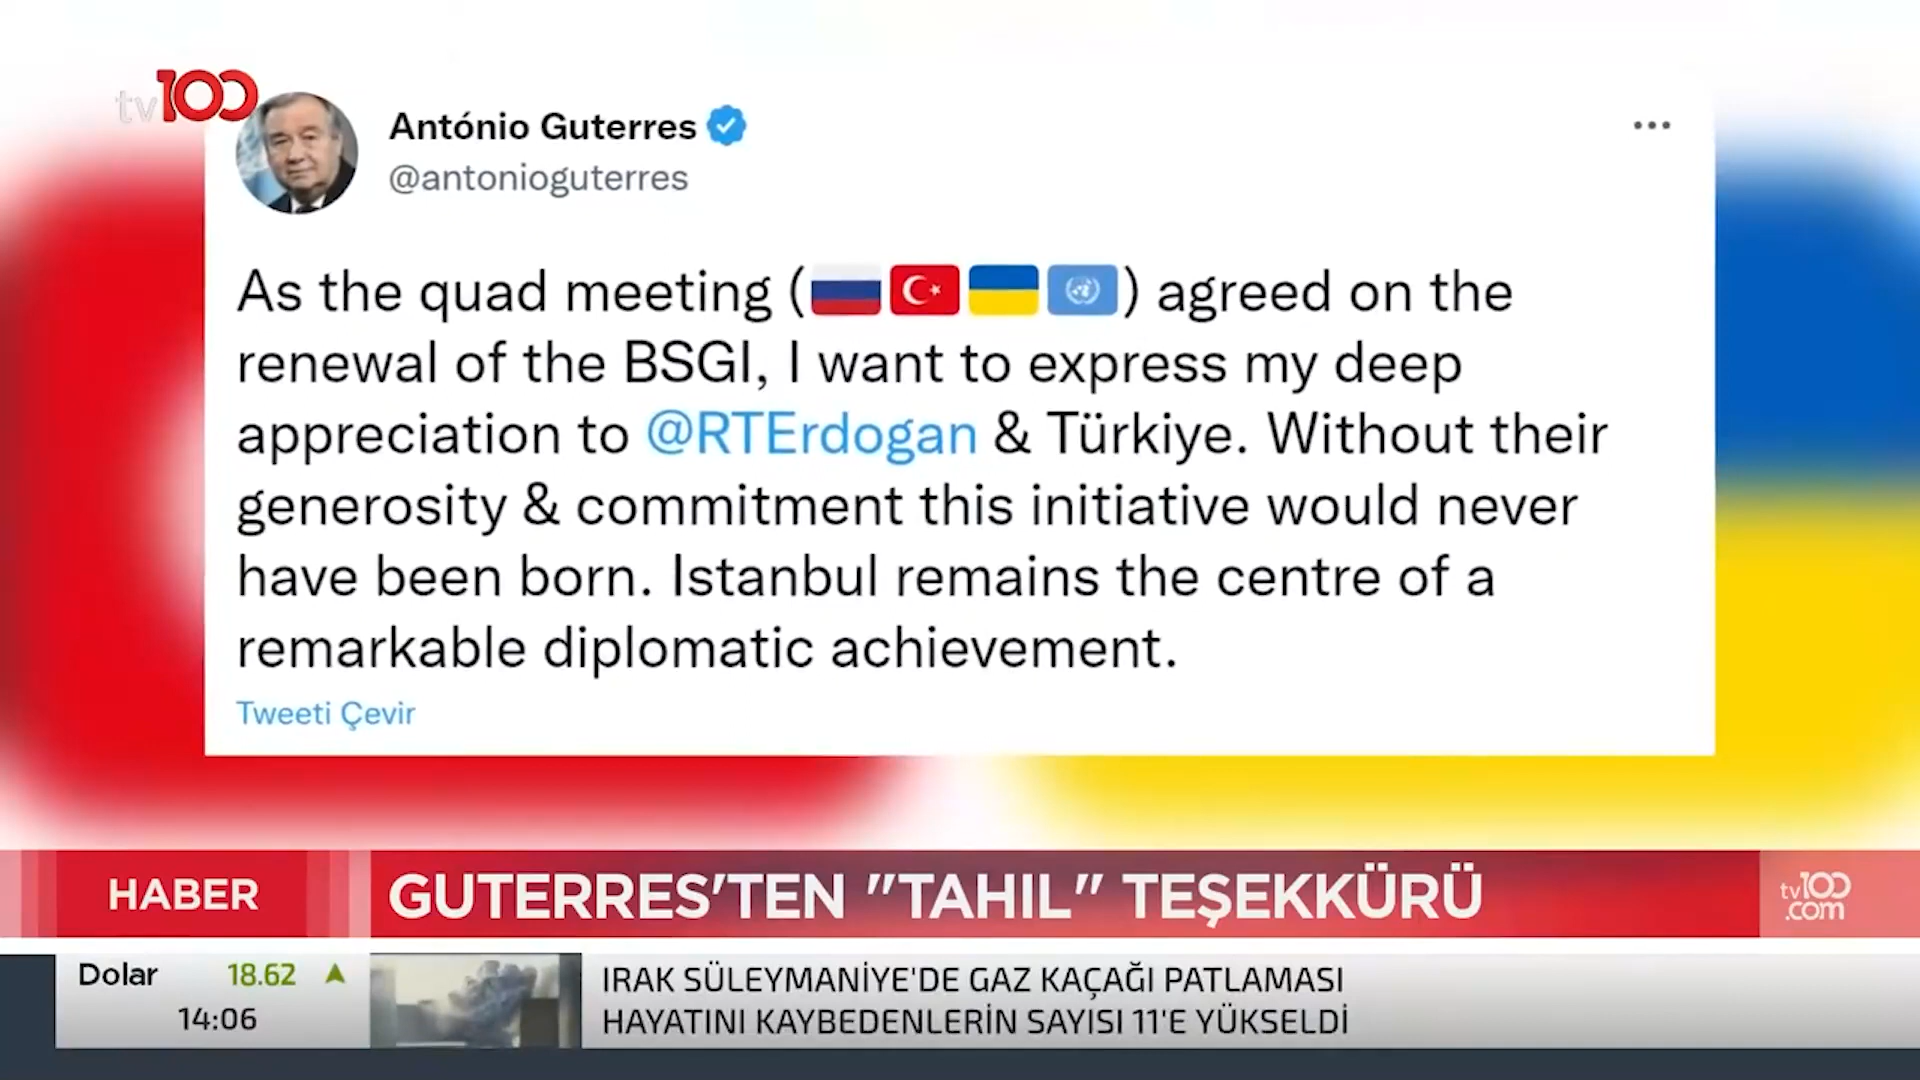 tv100
António Guterres
@antonioguterres
As the quad meeting (🇷🇺🇹🇷🇺🇦🇺🇳) agreed on the
renewal of the BSGI, I want to express my deep
appreciation to @RTErdogan & Türkiye. Without their
generosity & commitment this initiative would never
have been born. Istanbul remains the centre of a
remarkable diplomatic achievement.
Tweeti Çevir
HABER
GUTERRES'TEN "TAHIL" TEŞEKKÜRÜ
tv100
.com
Dolar 18.62
14:06
IRAK SÜLEYMANİYE'DE GAZ KAÇAĞI PATLAMASI
HAYATINI KAYBEDENLERİN SAYISI 11'E YÜKSELDİ